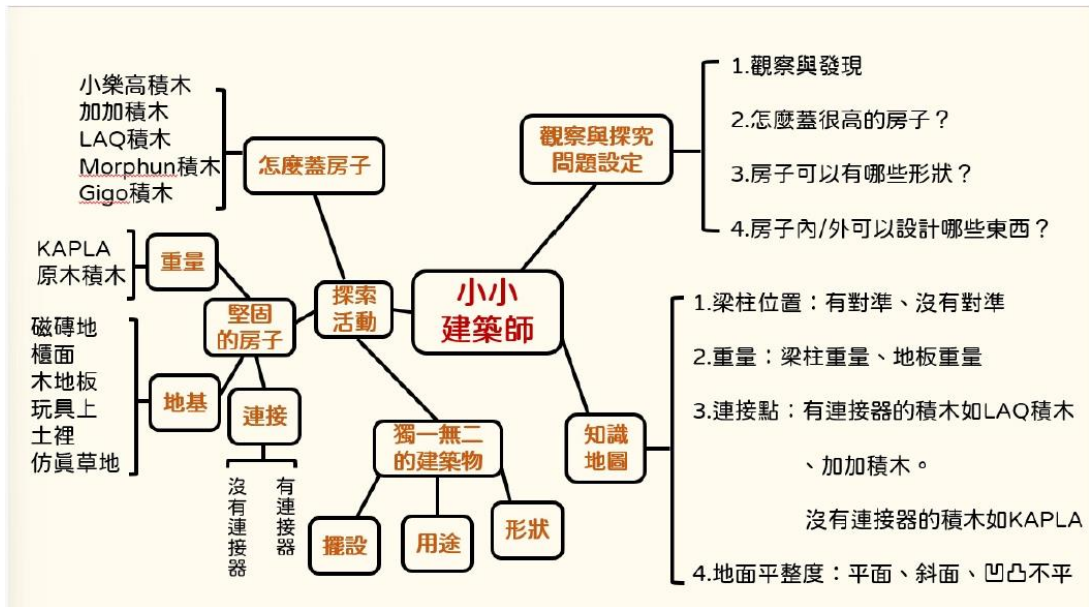 小樂高積木
加加積木
LAQ積木
Morphun積木
Gigo積木
怎麼蓋房子
觀察與探究
問題設定
1.觀察與發現
2.怎麼蓋很高的房子？
3.房子可以有哪些形狀？
4.房子內/外可以設計哪些東西？
KAPLA
原木積木
重量
堅固
的房子
探索
活動
小小
建築師
磁磚地
櫃面
木地板
玩具上
土裡
仿真草地
地基
連接
沒有連接器
有連接器
獨一無二
的建築物
擺設
用途
形狀
知識
地圖
1.梁柱位置：有對準、沒有對準
2.重量：梁柱重量、地板重量
3.連接點：有連接器的積木如LAQ積木
、加加積木。
沒有連接器的積木如KAPLA
4.地面平整度：平面、斜面、凹凸不平